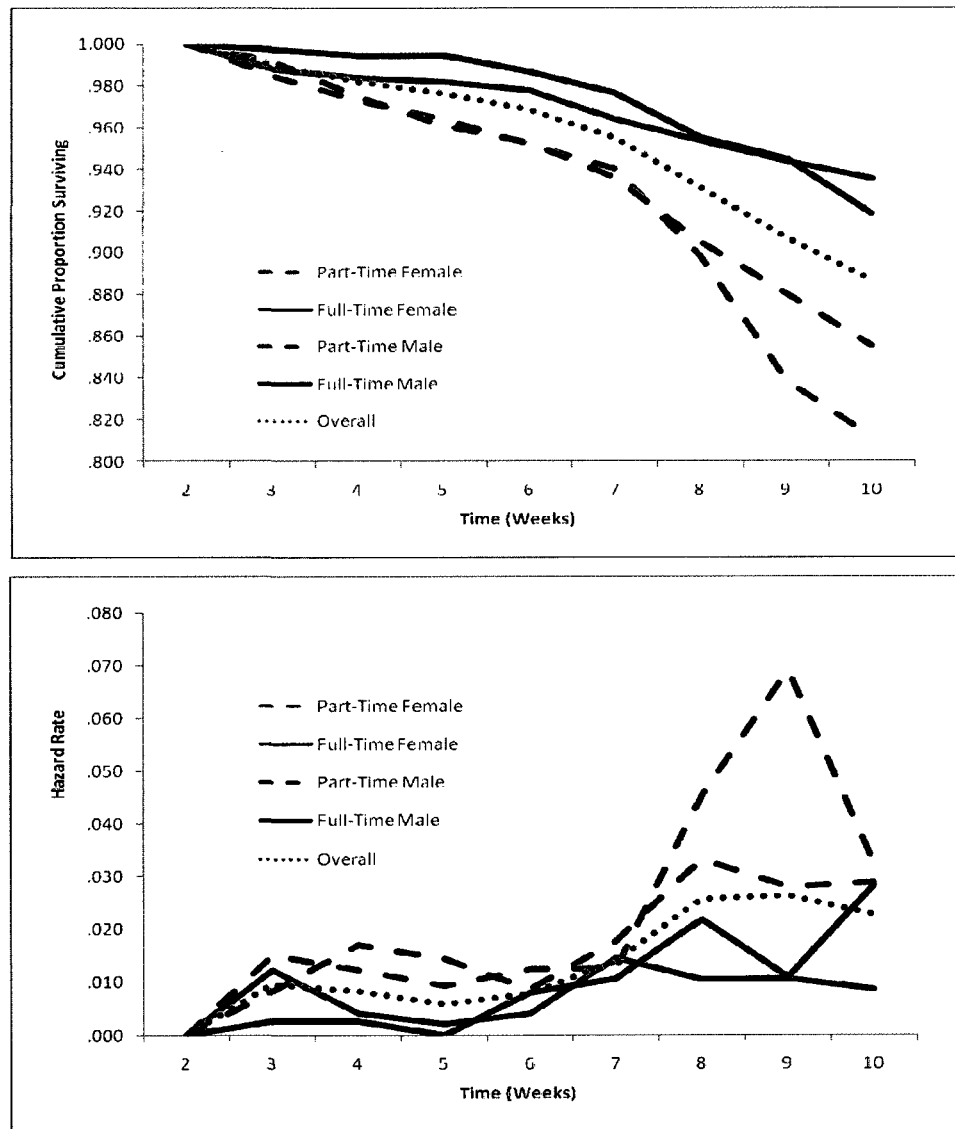 1.000
.980
.960
.940
.920
.900
.880
.860
.840
.820
.800
Cumulative Proportion Surviving
Part-Time Female
Full-Time Female
Part-Time Male
Full-Time Male
Overall
2 3 4 5 6 7 8 9 10
Time (Weeks)
.080
.070
.060
.050
.040
.030
.020
.010
.000
Hazard Rate
Part-Time Female
Full-Time Female
Part-Time Male
Full-Time Male
Overall
2 3 4 5 6 7 8 9 10
Time (Weeks)